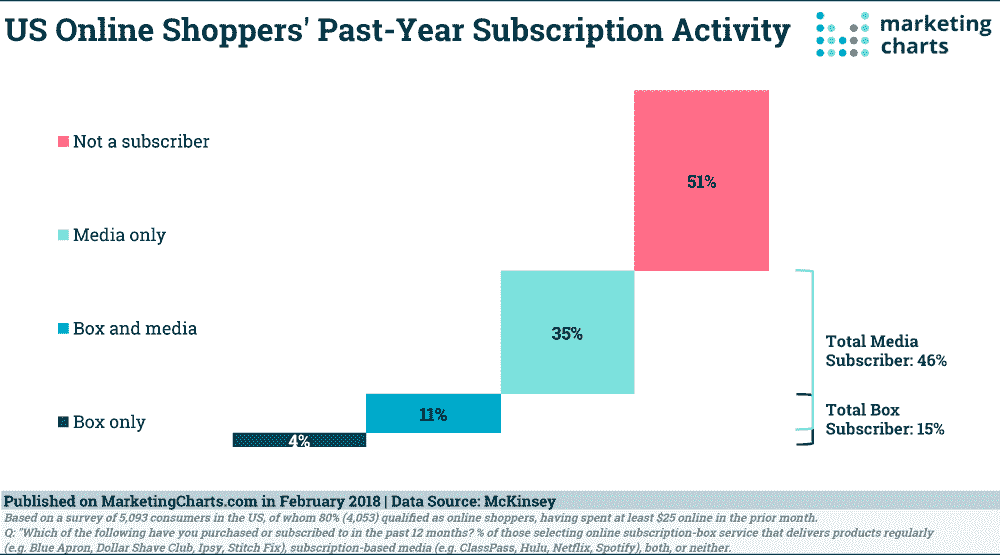 US Online Shoppers' Past-Year Subscription Activity
marketing
charts
Not a subscriber
Media only
Box and media
Box only
51%
35%
11%
4%
Total Media
Subscriber: 46%
Total Box
Subscriber: 15%
Published on MarketingCharts.com in February 2018 | Data Source: McKinsey
Based on a survey of 5,093 consumers in the US, of whom 80% (4,053) qualified as online shoppers, having spent at least $25 online in the prior month.
Q: "Which of the following have you purchased or subscribed to in the past 12 months? % of those selecting online subscription-box service that delivers products regularly
(e.g. Blue Apron, Dollar Shave Club, Ipsy, Stitch Fix), subscription-based media (e.g. ClassPass, Hulu, Netflix, Spotify), both, or neither.